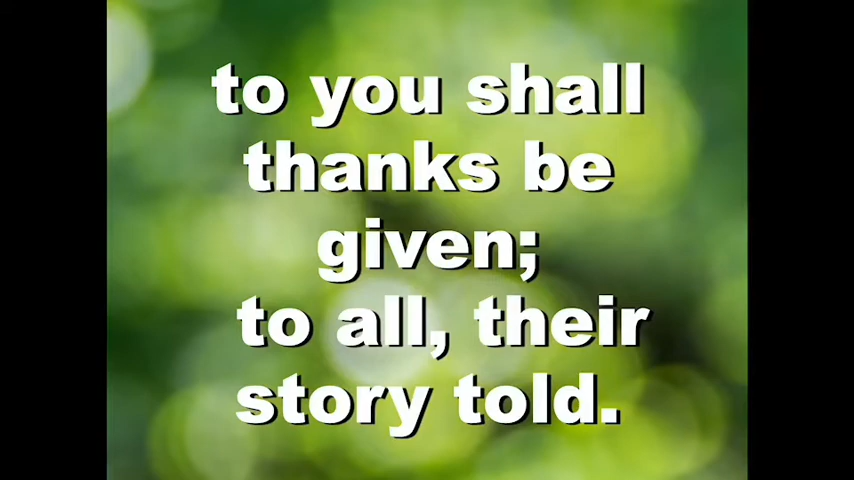 to you shall
thanks be
given;
to all, their
story told.